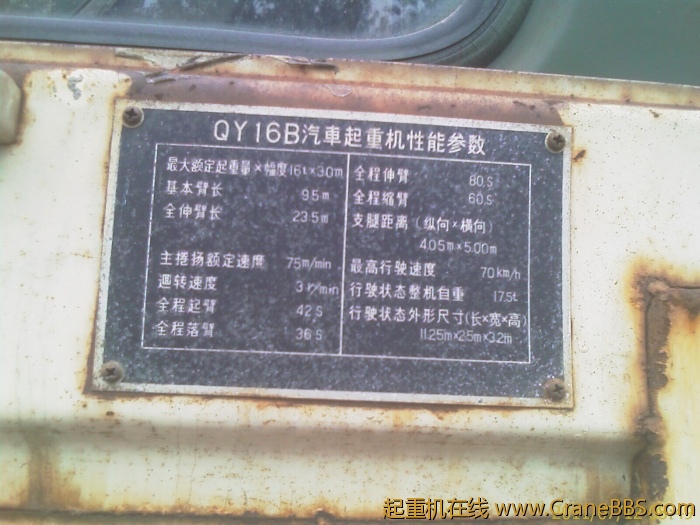 QY16B汽車起重机性能参数
最大额定起重量×幅度 16t×3.0m
基本臂长 9.5m
全伸臂长 23.5m
主捲扬额定速度 75m/min
迴转速度 3r/min
全程起臂 42S
全程落臂 36S
全程伸臂 80S
全程缩臂 60S
支腿距离 (纵向×横向)
4.05m×5.00m
最高行驶速度 70km/h
行驶状态整机自重 17.5t
行驶状态外形尺寸(长×宽×高)
11.25m×2.5m×3.2m
起重机在线 www.CraneBBS.com